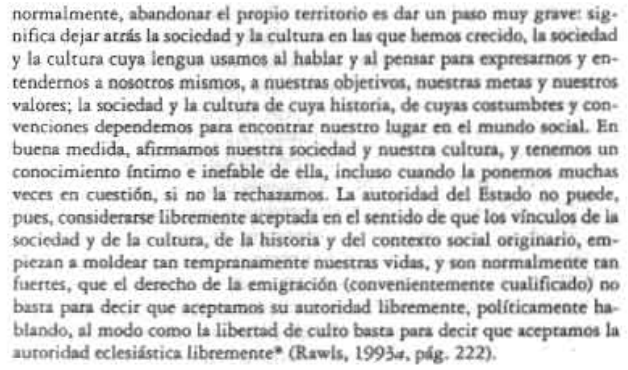 normalmente, abandonar el propio territorio es dar un paso muy grave: sig-
nifica dejar atrás la sociedad y la cultura en las que hemos crecido, la sociedad
y la cultura cuya lengua usamos al hablar y al pensar para expresarnos y en-
tendernos a nosotros mismos, a nuestras objetivos, nuestras metas y nuestros
valores; la sociedad y la cultura de cuya historia, de cuyas costumbres y con-
venciones dependemos para encontrar nuestro lugar en el mundo social. En
buena medida, afirmamos nuestra sociedad y nuestra cultura, y tenemos un
conocimiento íntimo e inefable de ella, incluso cuando la ponemos muchas
veces en cuestión, si no la rechazamos. La autoridad del Estado no puede,
pues, considerarse libremente aceptada en el sentido de que los vínculos de la
sociedad y de la cultura, de la historia y del contexto social originario, em-
piezan a moldear tan tempranamente nuestras vidas, y son normalmente tan
fuertes, que el derecho de la emigración (convenientemente cualificado) no
basta para decir que aceptamos su autoridad libremente, políticamente ha-
blando, al modo como la libertad de culto basta para decir que aceptamos la
autoridad eclesiástica libremente" (Rawls, 1993a, pág. 222).